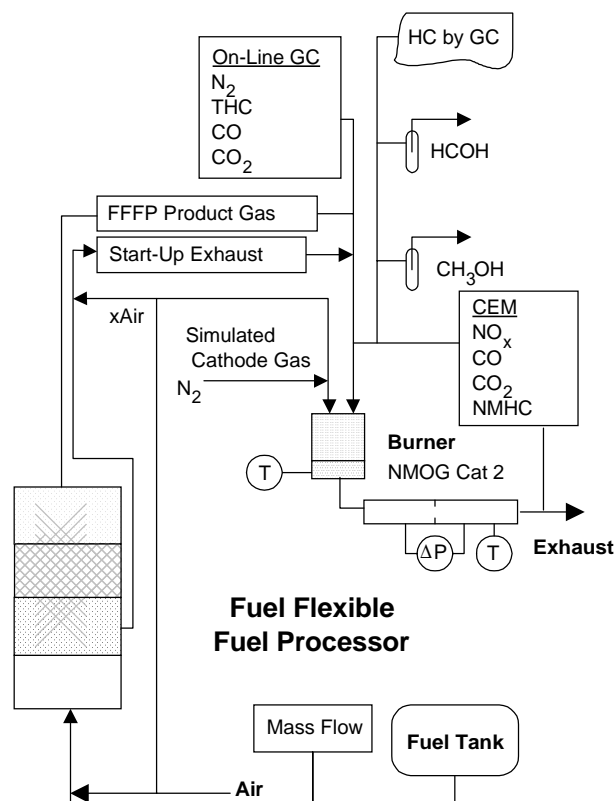 HC by GC
On-Line GC
N2
THC
CO
CO2
HCOH
FFFP Product Gas
Start-Up Exhaust
CH3OH
xAir
Simulated
Cathode Gas
N2
CEM
NOx
CO
CO2
NMHC
Burner
NMOG Cat 2
T
ΔP
T
Exhaust
Fuel Flexible
Fuel Processor
Mass Flow
Fuel Tank
Air